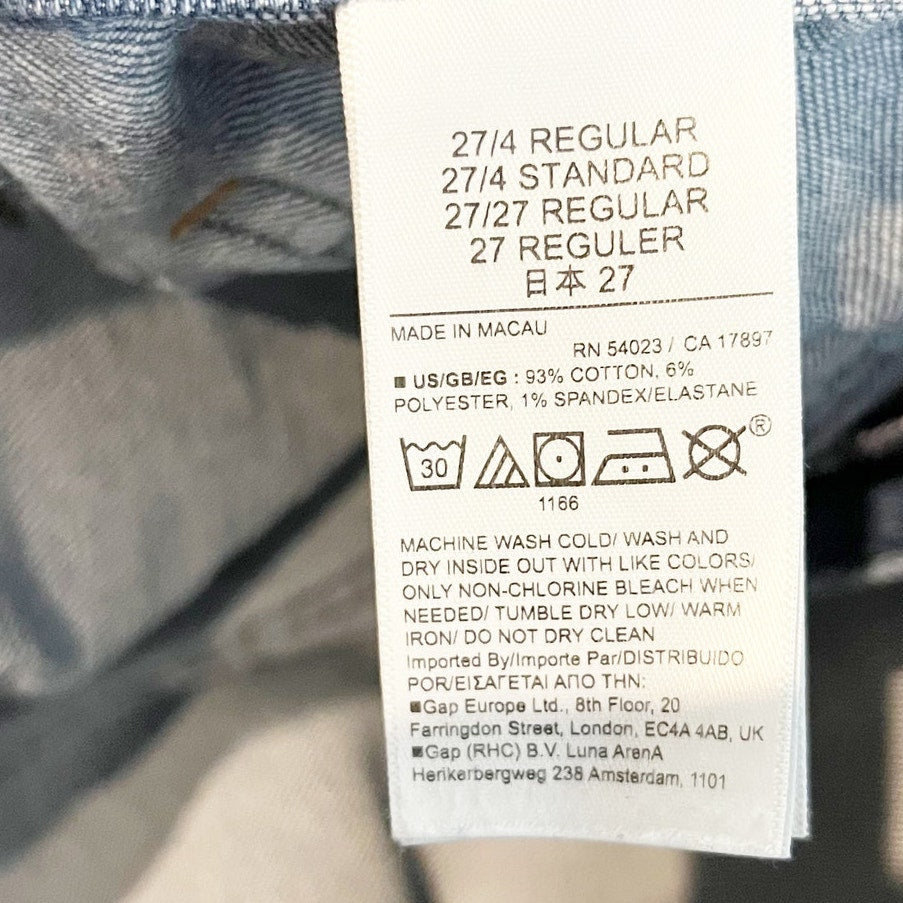 27/4 REGULAR
27/4 STANDARD
27/27 REGULAR
27 REGULER
日本 27
MADE IN MACAU
RN 54023 / CA 17897
US/GB/EG : 93% COTTON, 6%
POLYESTER, 1% SPANDEX/ELASTANE
®
30
1166
MACHINE WASH COLD/ WASH AND
DRY INSIDE OUT WITH LIKE COLORS/
ONLY NON-CHLORINE BLEACH WHEN
NEEDED/ TUMBLE DRY LOW/ WARM
IRON/ DO NOT DRY CLEAN
Imported By/Importe Par/DISTRIBUIDO
POR/ΕΙΣΑΓΕΤΑΙ ΑΠΟ ΤΗΝ:
Gap Europe Ltd., 8th Floor, 20
Farringdon Street, London, EC4A 4AB, UK
Gap (RHC) B.V. Luna ArenA
Herikerbergweg 238 Amsterdam, 1101